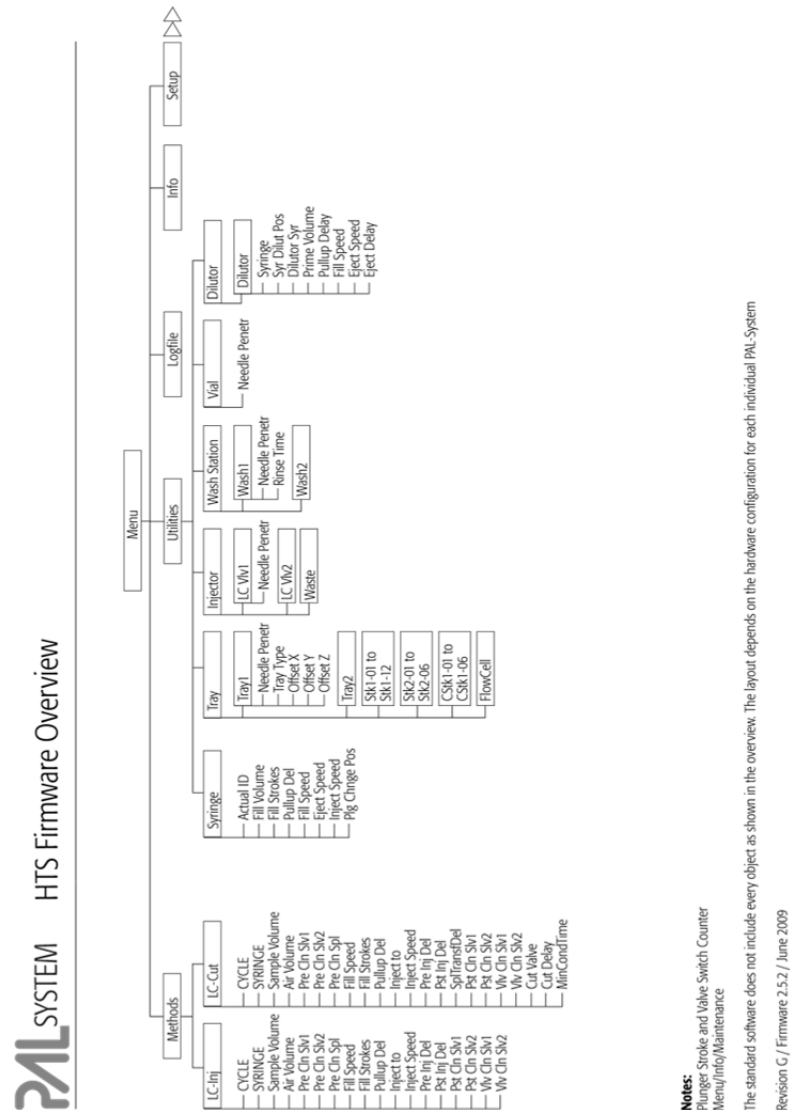 PAL SYSTEM HTS Firmware Overview
Menu
Methods
Utilities
Logfile
Info
Setup
LC-Inj
CYCLE
SYRINGE
Sample Volume
Air Volume
Pre Cln Slv1
Pre Cln Slv2
Pre Cln Spl
Fill Speed
Fill Strokes
Pullup Del
Inject to
Inject Speed
Pre Inj Del
Pst Inj Del
Pst Cln Slv1
Pst Cln Slv2
Vlv Cln Slv1
Vlv Cln Slv2
LC-Cut
CYCLE
SYRINGE
Sample Volume
Air Volume
Pre Cln Slv1
Pre Cln Slv2
Pre Cln Spl
Fill Speed
Fill Strokes
Pullup Del
Inject to
Inject Speed
Pre Inj Del
Pst Inj Del
SplTransfDel
Pst Cln Slv1
Pst Cln Slv2
Vlv Cln Slv1
Vlv Cln Slv2
Cut Valve
Cut Delay
MinCondTime
Syringe
Actual ID
Fill Volume
Fill Strokes
Pullup Del
Fill Speed
Eject Speed
Inject Speed
Plg Chnge Pos
Tray
Tray1
Needle Penetr
Tray Type
Offset X
Offset Y
Offset Z
Tray2
Stk1-01 to
Stk1-12
Stk2-01 to
Stk2-06
CStk1-01 to
CStk1-06
FlowCell
Injector
LC Vlv1
Needle Penetr
LC Vlv2
Waste
Wash Station
Wash1
Needle Penetr
Rinse Time
Wash2
Vial
Needle Penetr
Dilutor
Dilutor
Syringe
Syr Dilut Pos
Dilutor Syr
Prime Volume
Pullup Delay
Fill Speed
Eject Speed
Eject Delay
Notes:
Plunger Stroke and Valve Switch Counter
Menu/Info/Maintenance
The standard software does not include every object as shown in the overview. The layout depends on the hardware configuration for each individual PAL-System
Revision G / Firmware 2.5.2 / June 2009